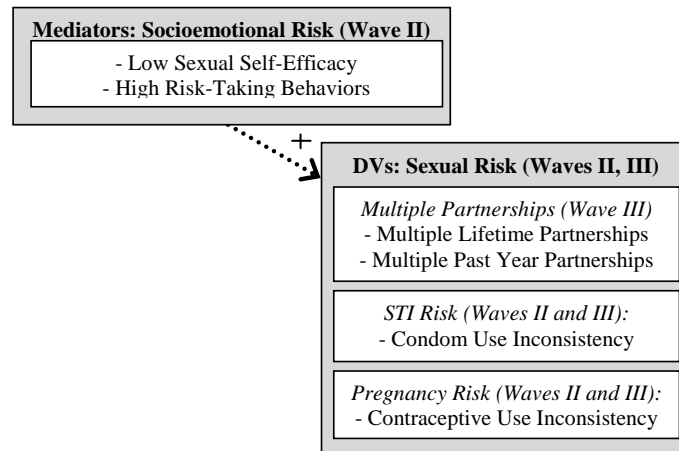 Mediators: Socioemotional Risk (Wave II)
- Low Sexual Self-Efficacy
- High Risk-Taking Behaviors
+
DVs: Sexual Risk (Waves II, III)
Multiple Partnerships (Wave III)
- Multiple Lifetime Partnerships
- Multiple Past Year Partnerships
STI Risk (Waves II and III):
- Condom Use Inconsistency
Pregnancy Risk (Waves II and III):
- Contraceptive Use Inconsistency